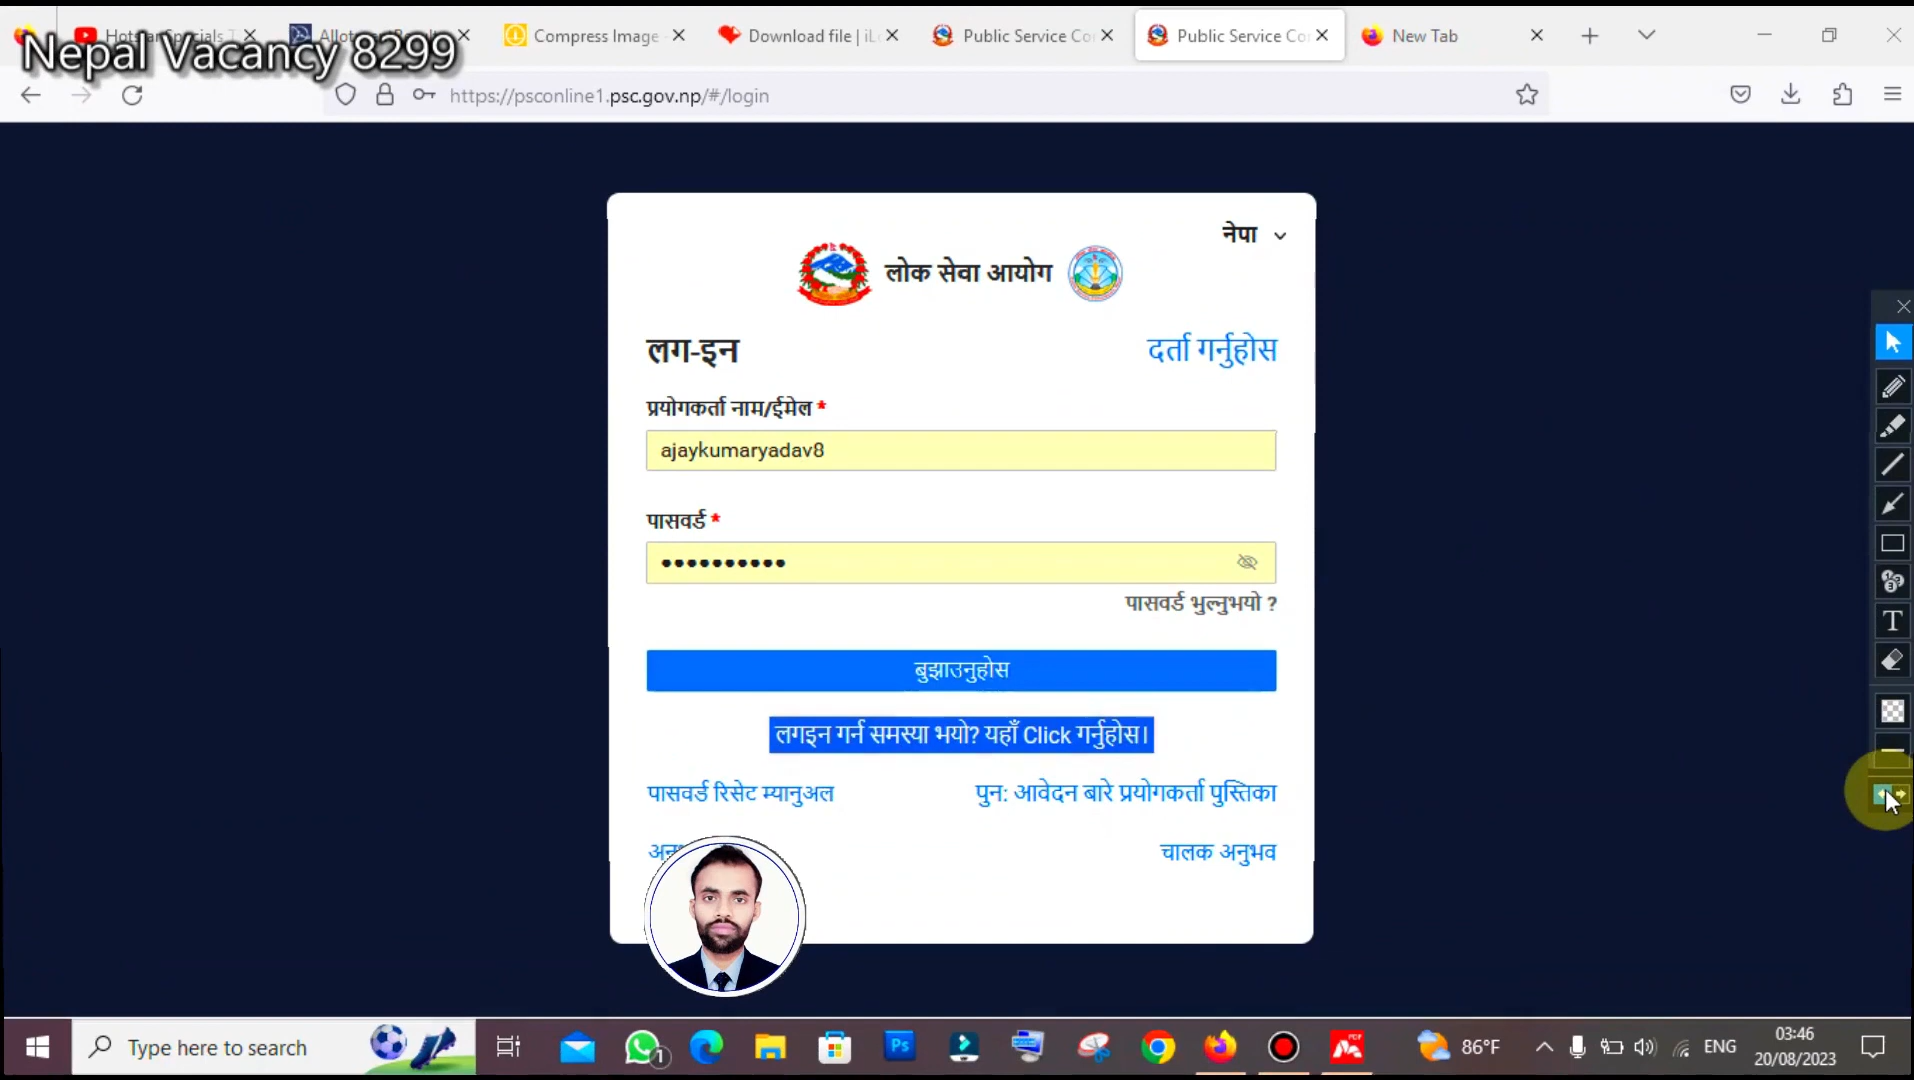 Compress Image
Download file | iL
Public Service Co
Public Service Co
New Tab
Nepal Vacancy 8299
https://psconline1.psc.gov.np/#/login
नेपा
लोक सेवा आयोग
लग-इन
दर्ता गर्नुहोस
प्रयोगकर्ता नाम/ईमेल *
ajaykumaryadav8
पासवर्ड *
पासवर्ड भुल्नुभयो ?
बुझाउनुहोस
लगइन गर्न समस्या भयो? यहाँ Click गर्नुहोस।
पासवर्ड रिसेट म्यानुअल
पुन: आवेदन बारे प्रयोगकर्ता पुस्तिका
चालक अनुभव
T
Type here to search
1
Ps
86°F
ENG
03:46
20/08/2023